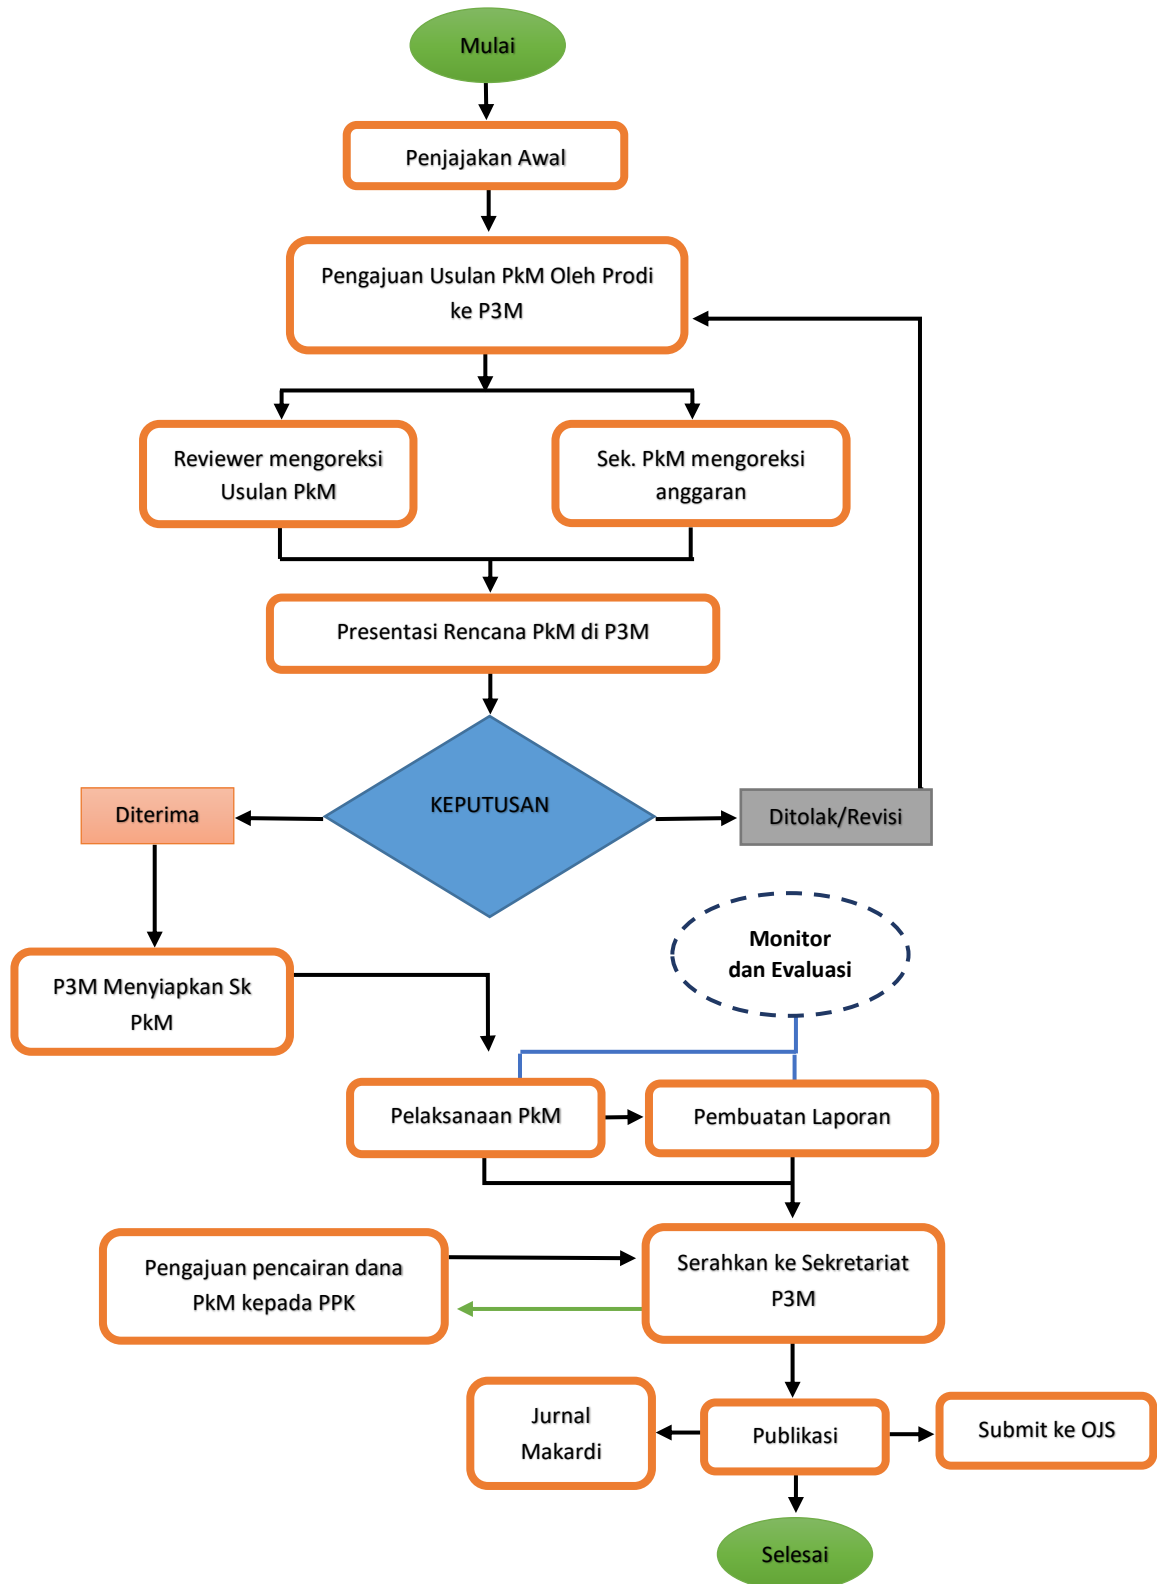 Mulai
Penjajakan Awal
Pengajuan Usulan PkM Oleh Prodi
ke P3M
Reviewer mengoreksi
Usulan PkM
Sek. PkM mengoreksi
anggaran
Presentasi Rencana PkM di P3M
KEPUTUSAN
Diterima
Ditolak/Revisi
Monitor
dan Evaluasi
P3M Menyiapkan Sk
PkM
Pelaksanaan PkM
Pembuatan Laporan
Pengajuan pencairan dana
PkM kepada PPK
Serahkan ke Sekretariat
P3M
Jurnal
Makardi
Publikasi
Submit ke OJS
Selesai